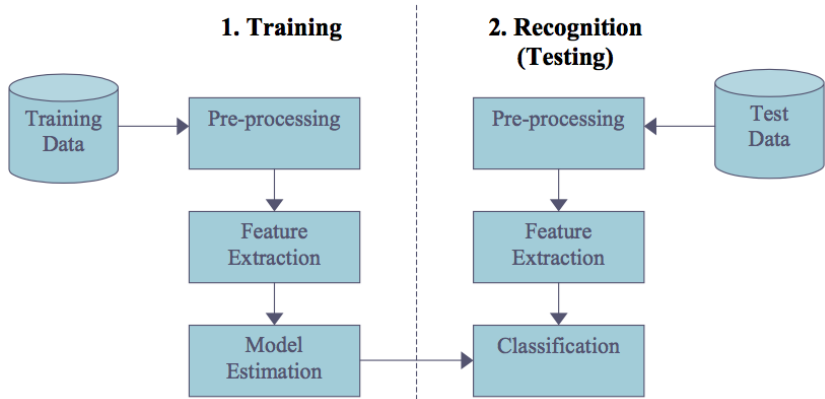 1. Training
2. Recognition
(Testing)
Training
Data
Pre-processing
Pre-processing
Test
Data
Feature
Extraction
Feature
Extraction
Model
Estimation
Classification